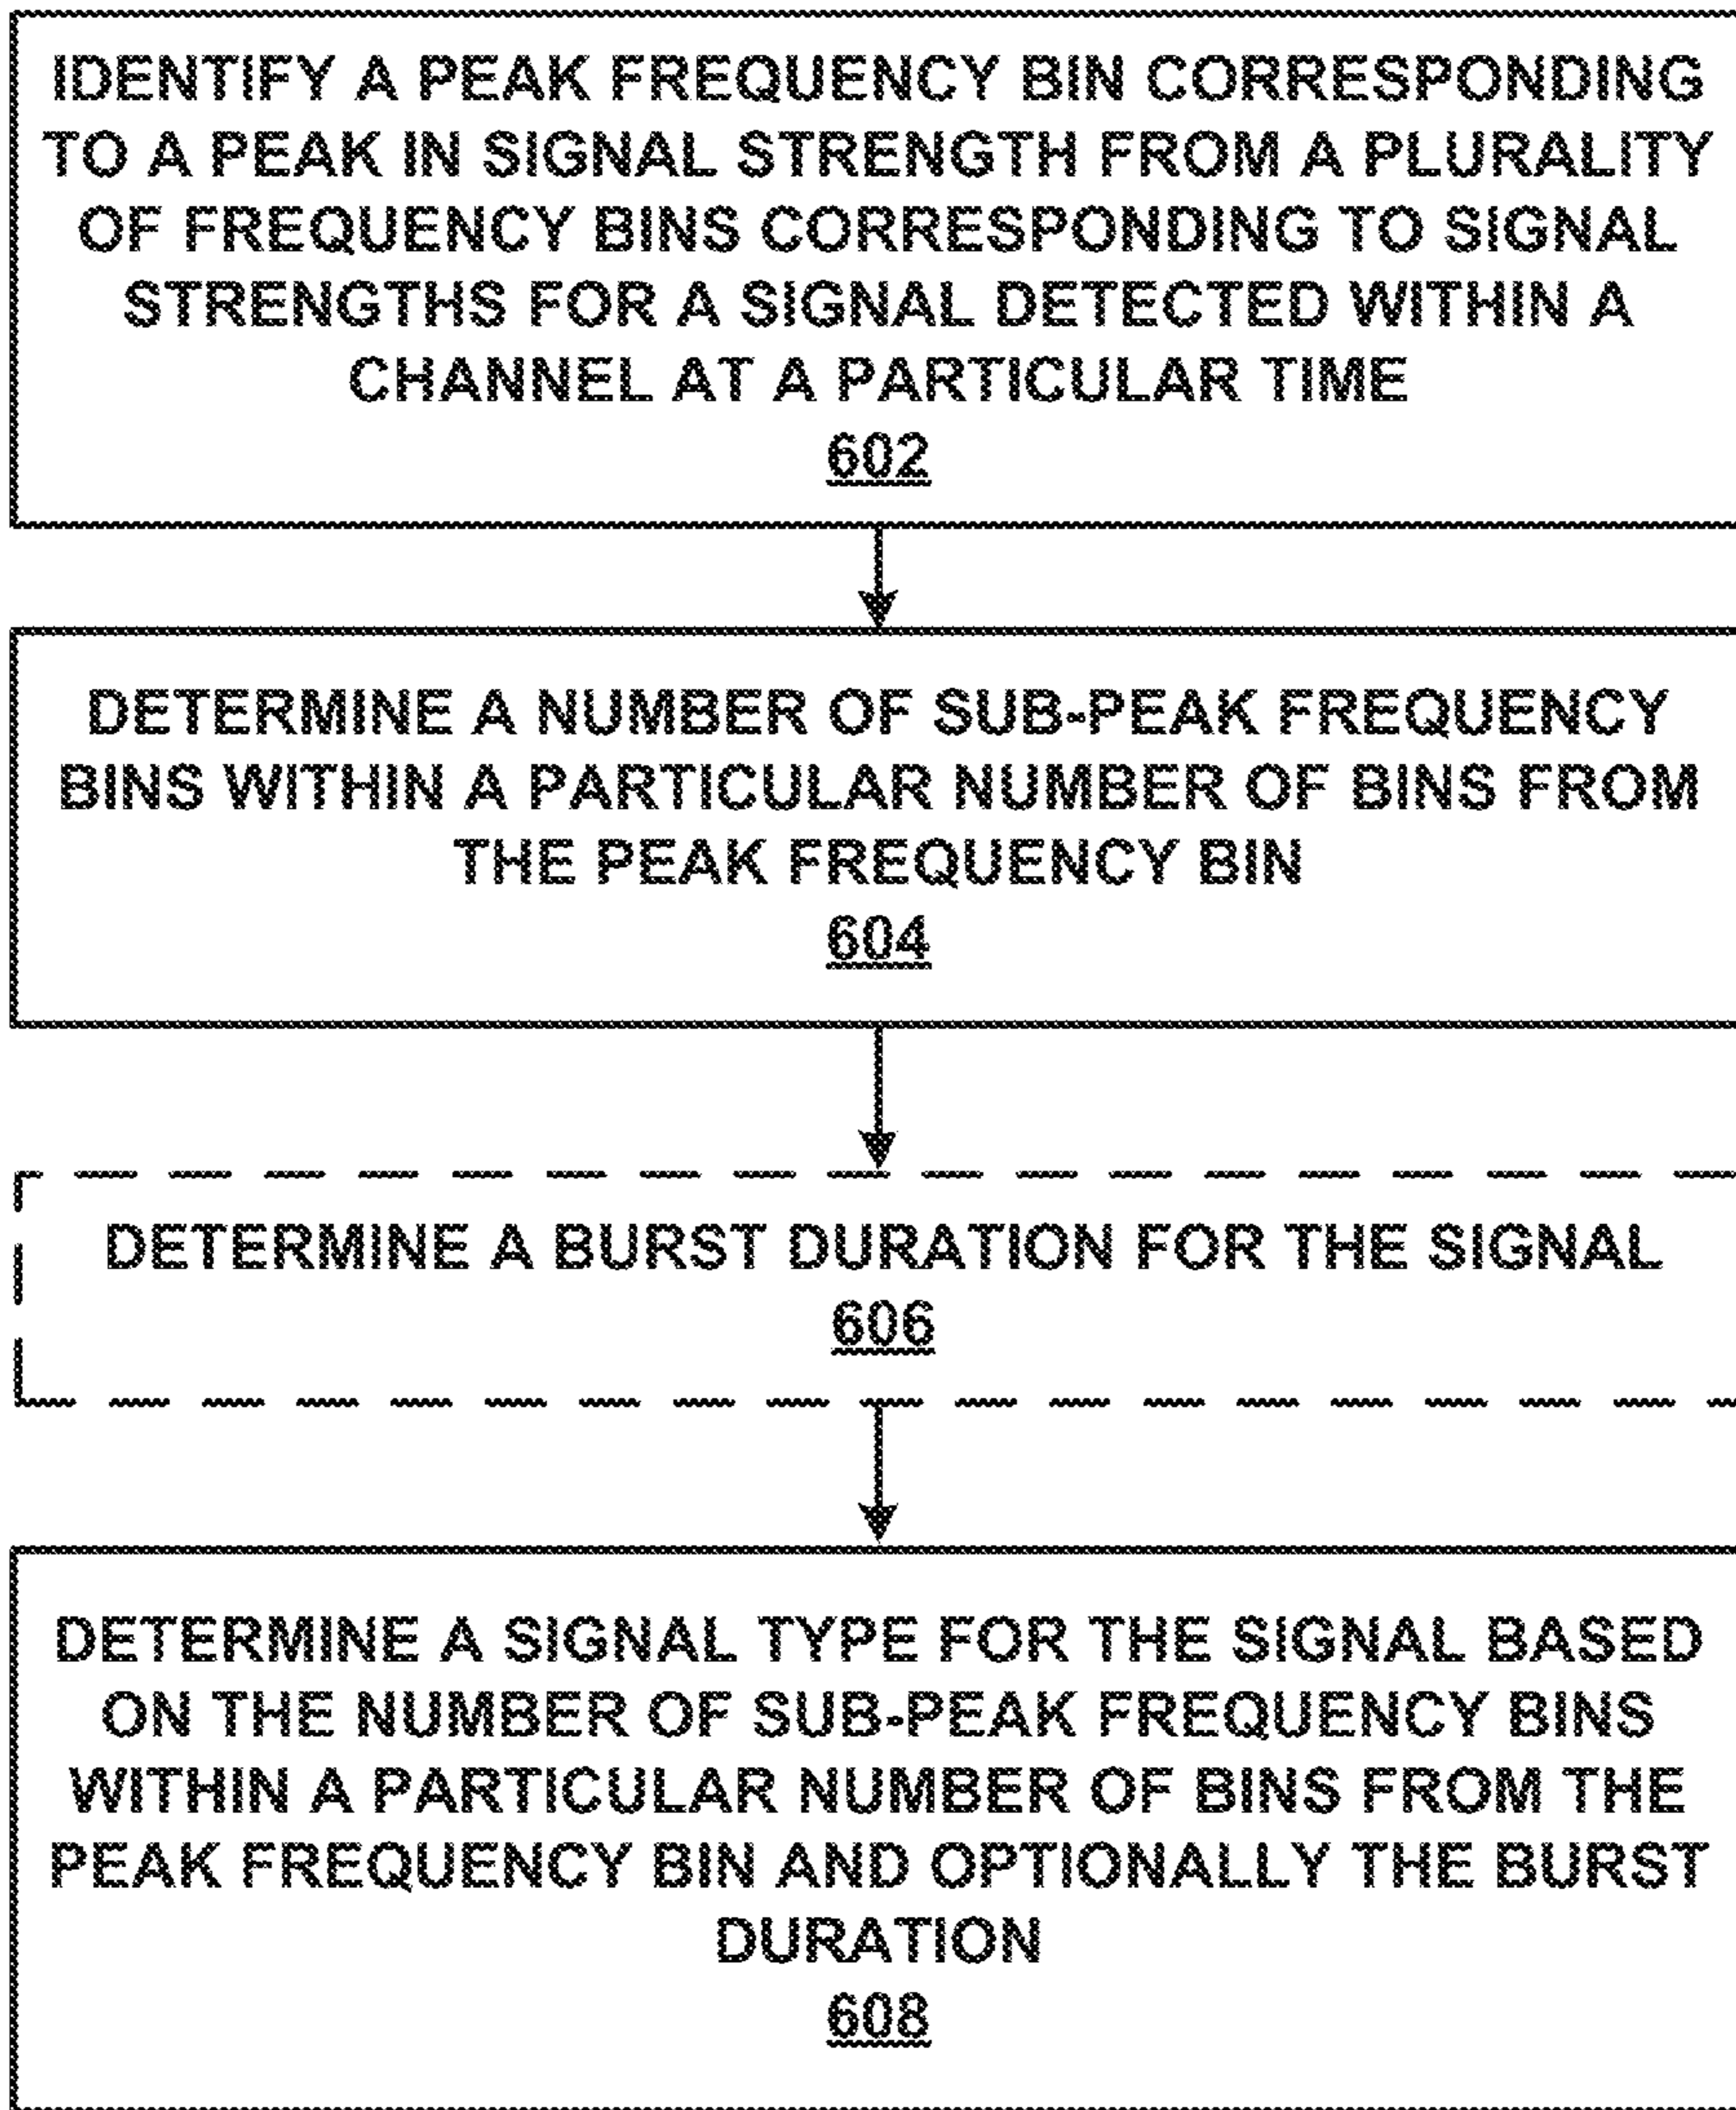 IDENTIFY A PEAK FREQUENCY BIN CORRESPONDING
TO A PEAK IN SIGNAL STRENGTH FROM A PLURALITY
OF FREQUENCY BINS CORRESPONDING TO SIGNAL
STRENGTHS FOR A SIGNAL DETECTED WITHIN A
CHANNEL AT A PARTICULAR TIME
602
DETERMINE A NUMBER OF SUB-PEAK FREQUENCY
BINS WITHIN A PARTICULAR NUMBER OF BINS FROM
THE PEAK FREQUENCY BIN
604
DETERMINE A BURST DURATION FOR THE SIGNAL
606
DETERMINE A SIGNAL TYPE FOR THE SIGNAL BASED
ON THE NUMBER OF SUB-PEAK FREQUENCY BINS
WITHIN A PARTICULAR NUMBER OF BINS FROM THE
PEAK FREQUENCY BIN AND OPTIONALLY THE BURST
DURATION
608